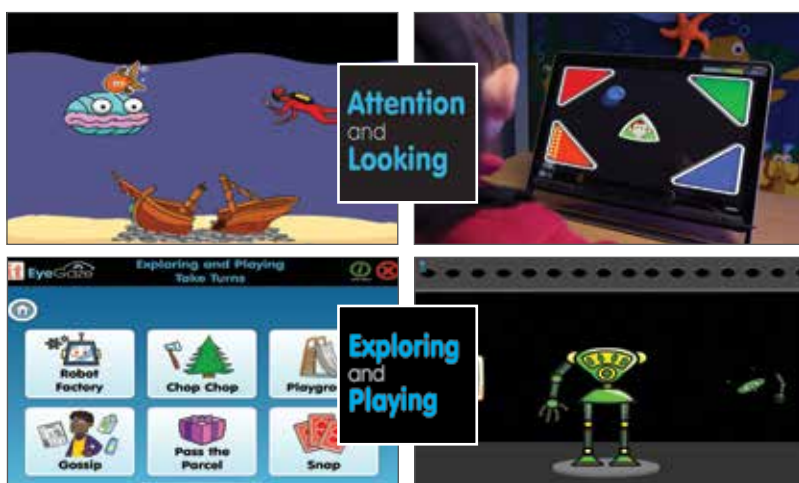 Attention
and
Looking
EyeGaze
Exploring and Playing
Take Turns
Robot
Factory
Chop Chop
Playgro
Gossip
Pass the
Parcel
Snap
Exploring
and
Playing